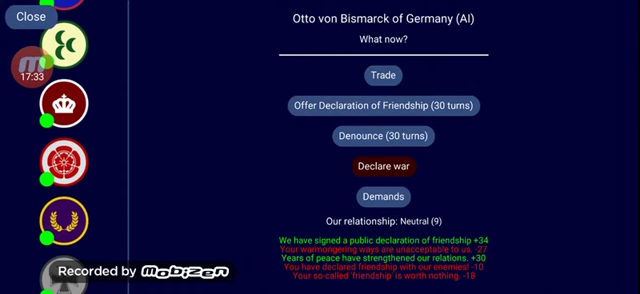 Close
17:33
Otto von Bismarck of Germany (AI)
What now?
Trade
Offer Declaration of Friendship (30 turns)
Denounce (30 turns)
Declare war
Demands
Our relationship: Neutral (9)
We have signed a public declaration of friendship +34
Your warmongering ways are unacceptable to us. -27
Years of peace have strengthened our relations. +30
You have declared friendship with our enemies! -10
Your so-called 'friendship' is worth nothing. -18
Recorded by Mobizen